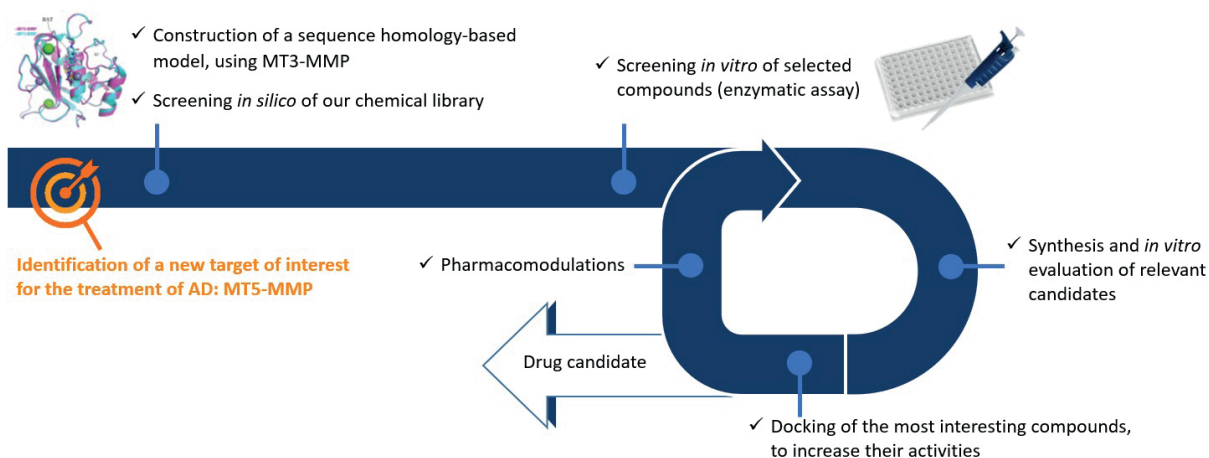 ✓ Construction of a sequence homology-based
model, using MT3-MMP
✓ Screening in silico of our chemical library
✓ Screening in vitro of selected
compounds (enzymatic assay)
Identification of a new target of interest
for the treatment of AD: MT5-MMP
✓ Pharmacomodulations
✓ Synthesis and in vitro
evaluation of relevant
candidates
Drug candidate
✓ Docking of the most interesting compounds,
to increase their activities